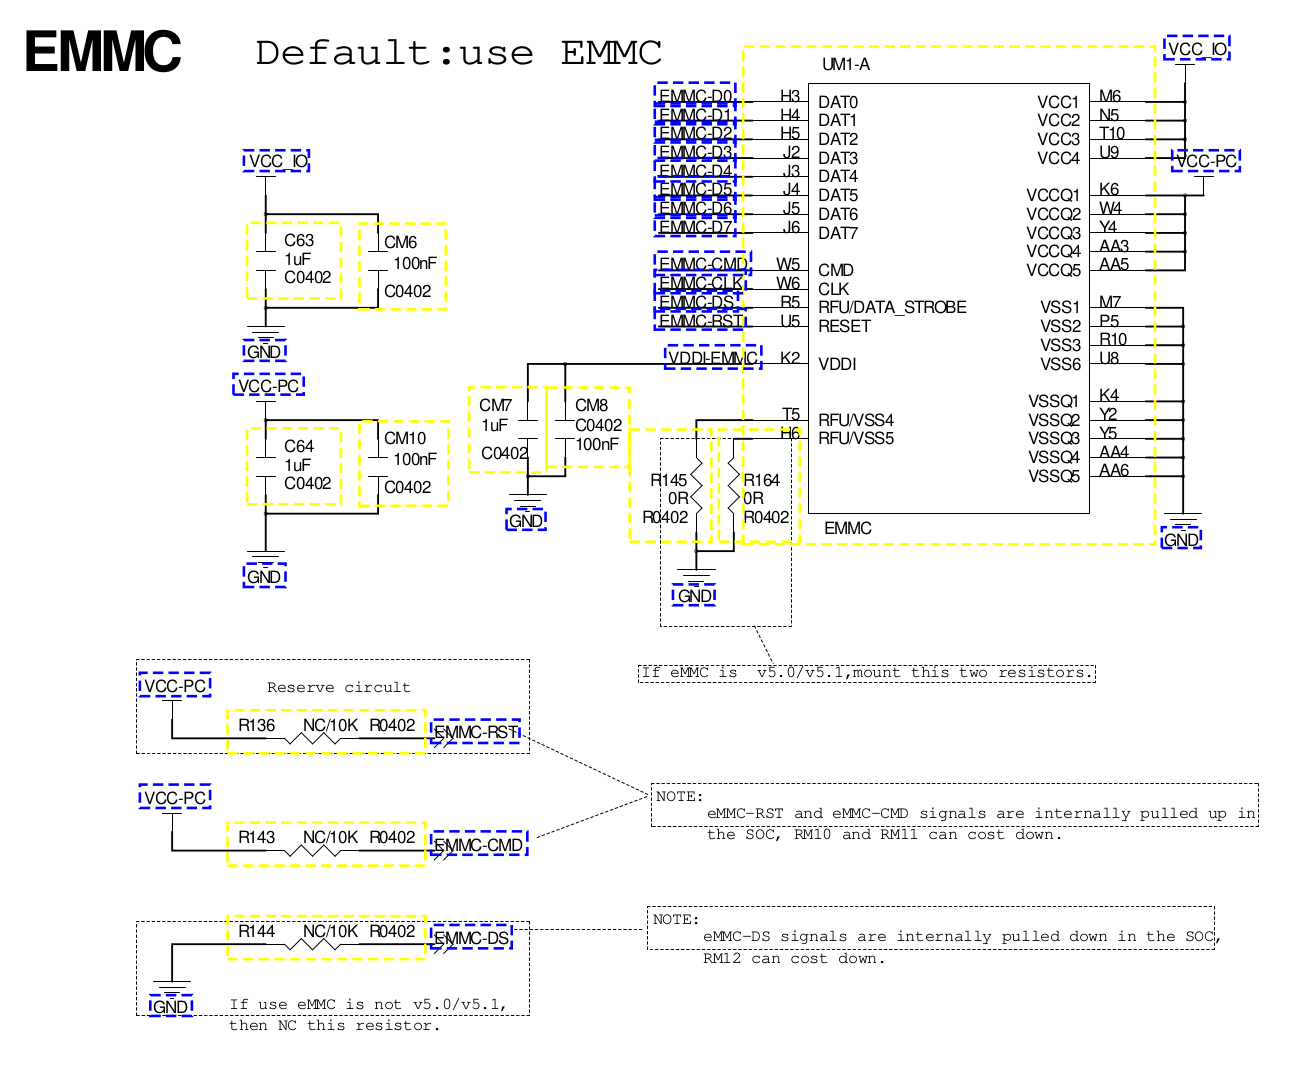 EMMC
Default:use EMMC
UM1-A
VCC_IO
EMMC-D0 H3 DAT0 VCC1 M6
EMMC-D1 H4 DAT1 VCC2 N5
EMMC-D2 H5 DAT2 VCC3 T10
EMMC-D3 J2 DAT3 VCC4 U9
VCC-PC
EMMC-D4 J3 DAT4
EMMC-D5 J4 DAT5 VCCQ1 K6
EMMC-D6 J5 DAT6 VCCQ2 W4
EMMC-D7 J6 DAT7 VCCQ3 Y4
VCCQ4 AA3
EMMC-CMD W5 CMD VCCQ5 AA5
EMMC-CLK W6 CLK
EMMC-DS R5 RFU/DATA_STROBE VSS1 M7
EMMC-RST U5 RESET VSS2 P5
VSS3 R10
VDDI-EMMC K2 VDDI VSS6 U8
VSSQ1 K4
T5 RFU/VSS4 VSSQ2 Y2
H6 RFU/VSS5 VSSQ3 Y5
VSSQ4 AA4
VSSQ5 AA6
EMMC
GND
VCC_IO
C63
1uF
C0402
CM6
100nF
C0402
GND
VCC-PC
C64
1uF
C0402
CM10
100nF
C0402
GND
CM7
1uF
C0402
CM8
C0402
100nF
GND
R145
0R
R0402
R164
0R
R0402
GND
If eMMC is  v5.0/v5.1,mount this two resistors.
VCC-PC
Reserve circult
R136 NC/10K R0402 EMMC-RST
VCC-PC
R143 NC/10K R0402 EMMC-CMD
NOTE:
eMMC-RST and eMMC-CMD signals are internally pulled up in
the SOC, RM10 and RM11 can cost down.
R144 NC/10K R0402 EMMC-DS
GND
If use eMMC is not v5.0/v5.1,
then NC this resistor.
NOTE:
eMMC-DS signals are internally pulled down in the SOC,
RM12 can cost down.